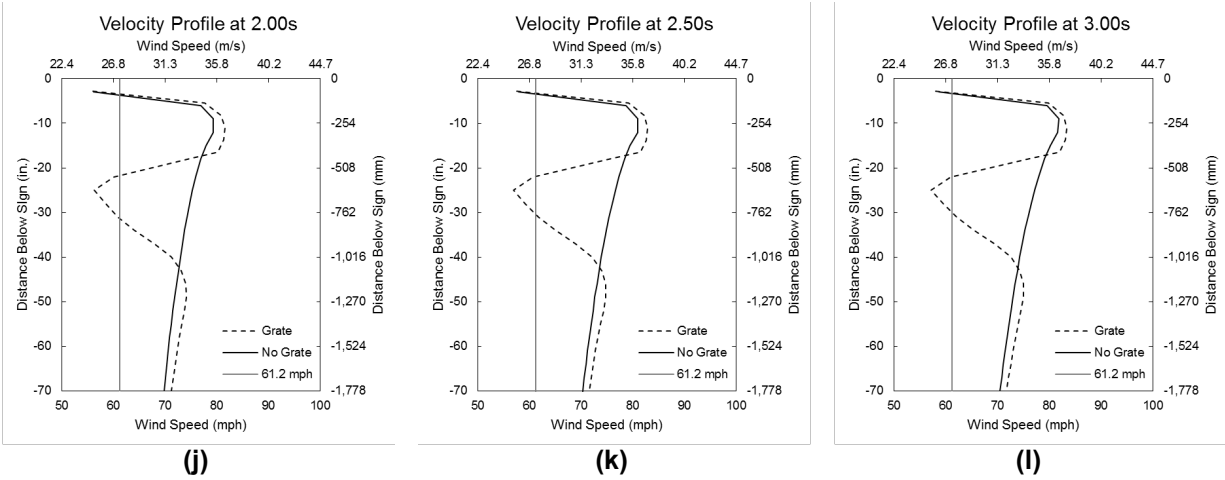 Velocity Profile at 2.00s
Wind Speed (m/s)
22.4 26.8 31.3 35.8 40.2 44.7
0 0
-10 -254
-20 -508
-30 -762
-40 -1,016
-50 -1,270
-60 -1,524
-70 -1,778
Distance Below SIgn (in.)
Distance Below SIgn (mm)
Grate
No Grate
61.2 mph
50 60 70 80 90 100
Wind Speed (mph)
(j)
Velocity Profile at 2.50s
Wind Speed (m/s)
22.4 26.8 31.3 35.8 40.2 44.7
0 0
-10 -254
-20 -508
-30 -762
-40 -1,016
-50 -1,270
-60 -1,524
-70 -1,778
Distance Below SIgn (in.)
Distance Below SIgn (mm)
Grate
No Grate
61.2 mph
50 60 70 80 90 100
Wind Speed (mph)
(k)
Velocity Profile at 3.00s
Wind Speed (m/s)
22.4 26.8 31.3 35.8 40.2 44.7
0 0
-10 -254
-20 -508
-30 -762
-40 -1,016
-50 -1,270
-60 -1,524
-70 -1,778
Distance Below SIgn (in.)
Distance Below SIgn (mm)
Grate
No Grate
61.2 mph
50 60 70 80 90 100
Wind Speed (mph)
(l)